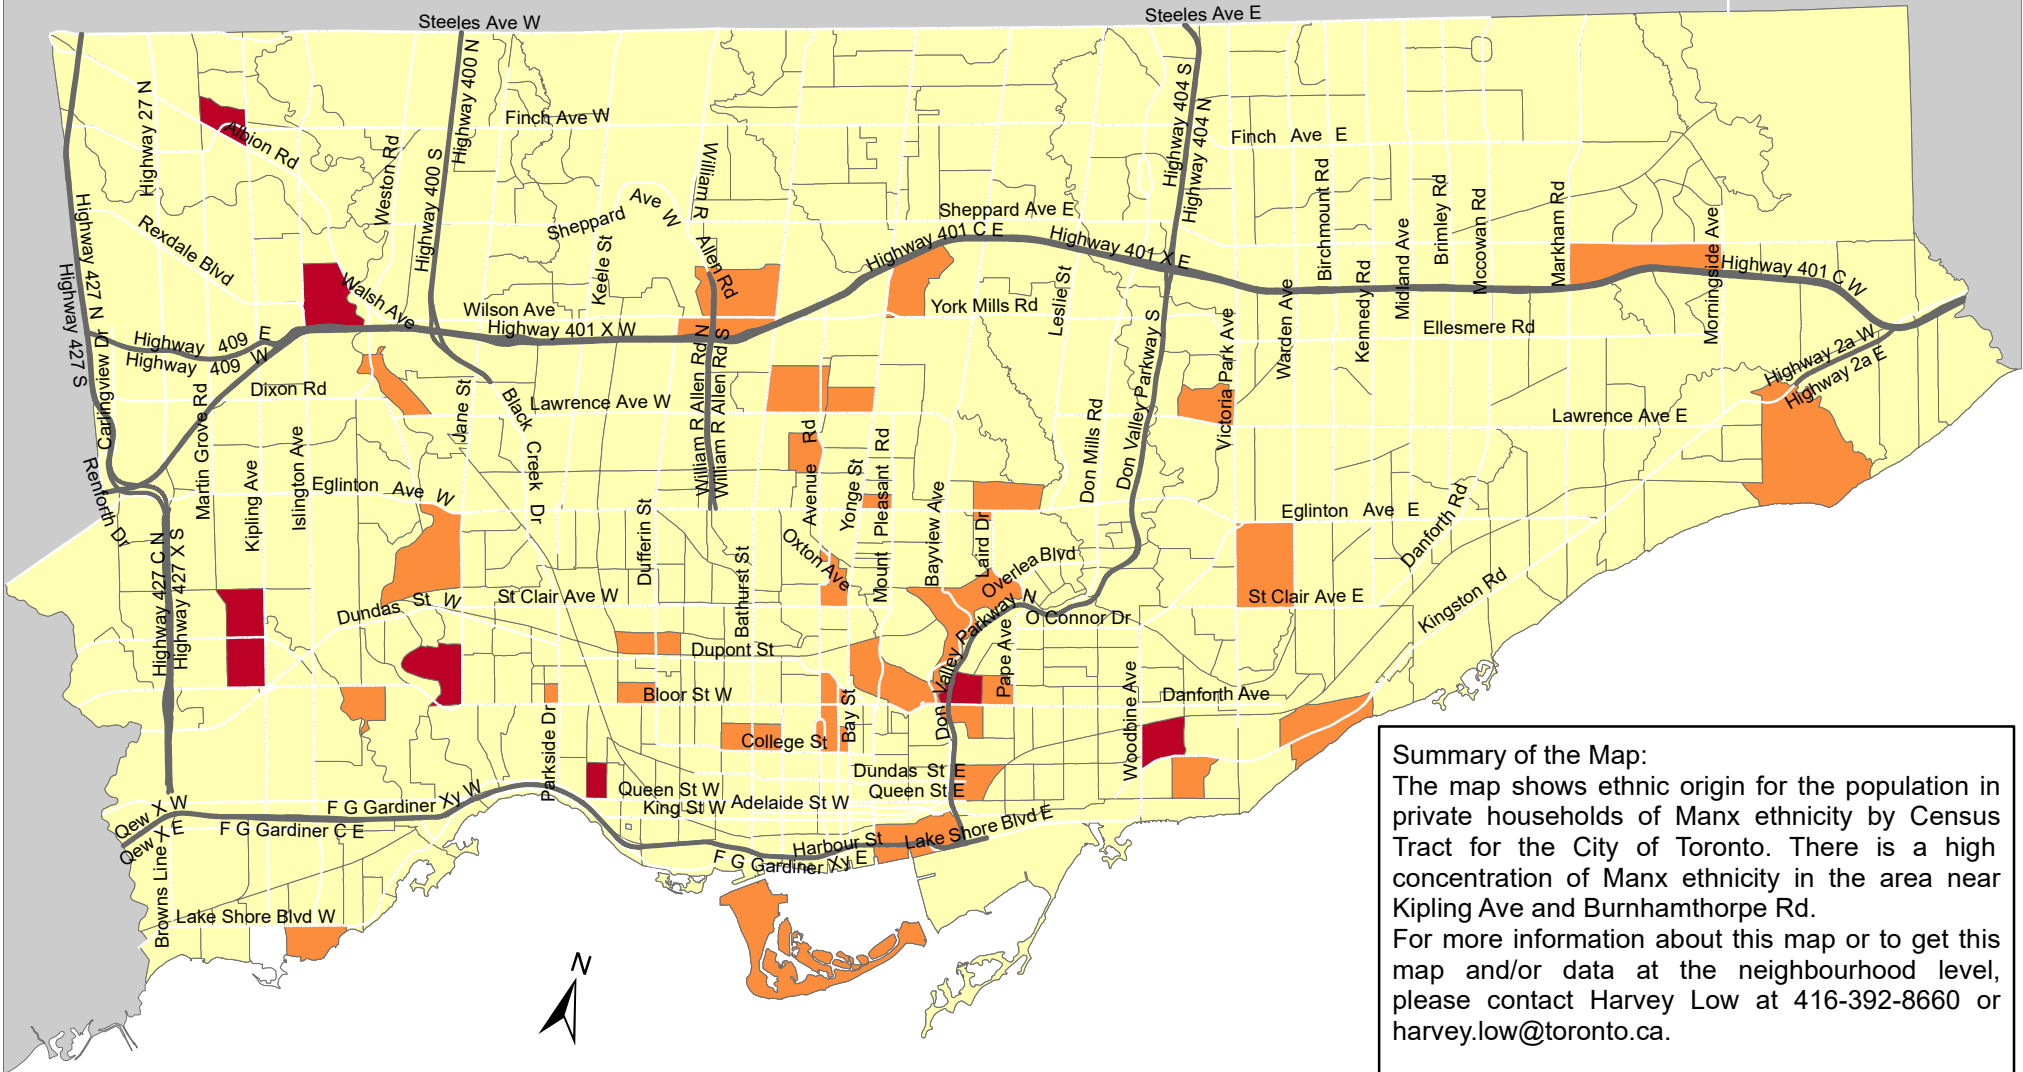 Steeles Ave W
Steeles Ave E
Highway 27 N
Albion Rd
Weston Rd
Highway 400 N
Highway 400 S
Finch Ave W
William R
Allen Rd
Highway 404 S
Highway 404 N
Finch Ave E
Highway 427 N
Highway 427 S
Rexdale Blvd
Sheppard Ave W
Keele St
Sheppard Ave E
Highway 401 C E
Highway 401 X E
Leslie St
Birchmount Rd
Midland Ave
Brimley Rd
Mccowan Rd
Markham Rd
Morningside Ave
Highway 401 C W
Walsh Ave
Wilson Ave
Highway 401 X W
York Mills Rd
Warden Ave
Kennedy Rd
Ellesmere Rd
Highway 409 E
Highway 409 W
Carlingview Dr
Dixon Rd
Martin Grove Rd
Jane St
Black Creek Dr
Lawrence Ave W
William R Allen Rd N
William R Allen Rd S
Don Valley Parkway S
Victoria Park Ave
Highway 2a W
Highway 2a E
Lawrence Ave E
Renforth Dr
Kipling Ave
Islington Ave
Eglinton Ave W
Dufferin St
Bathurst St
Avenue Rd
Yonge St
Mount Pleasant Rd
Bayview Ave
Laird Dr
Don Mills Rd
Eglinton Ave E
Danforth Rd
Highway 427 C N
Highway 427 X S
Dundas St W
St Clair Ave W
Oxton Ave
Overlea Blvd
O Connor Dr
St Clair Ave E
Kingston Rd
Dupont St
Bloor St W
Don Valley Parkway N
Pape Ave
Woodbine Ave
Danforth Ave
Parkside Dr
College St
Bay St
Don
Dundas St E
Queen St E
Queen St W
King St W
Adelaide St W
Qew X W
Qew X E
F G Gardiner Xy W
F G Gardiner C E
Harbour St
Lake Shore Blvd E
F G Gardiner Xy E
Browns Line
Lake Shore Blvd W
N
Summary of the Map:
The map shows ethnic origin for the population in
private households of Manx ethnicity by Census
Tract for the City of Toronto. There is a high
concentration of Manx ethnicity in the area near
Kipling Ave and Burnhamthorpe Rd.
For more information about this map or to get this
map and/or data at the neighbourhood level,
please contact Harvey Low at 416-392-8660 or
harvey.low@toronto.ca.